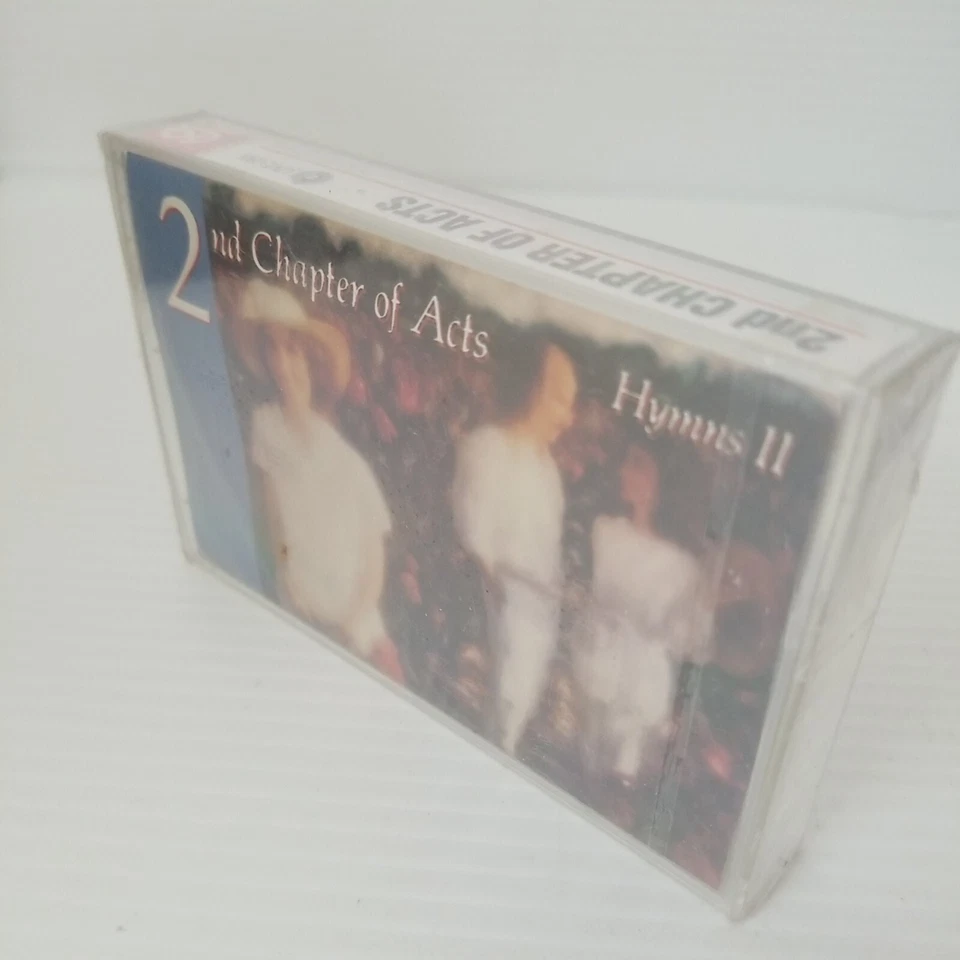 2nd Chapter of Acts
Hymns II
2nd CHAPTER OF ACTS